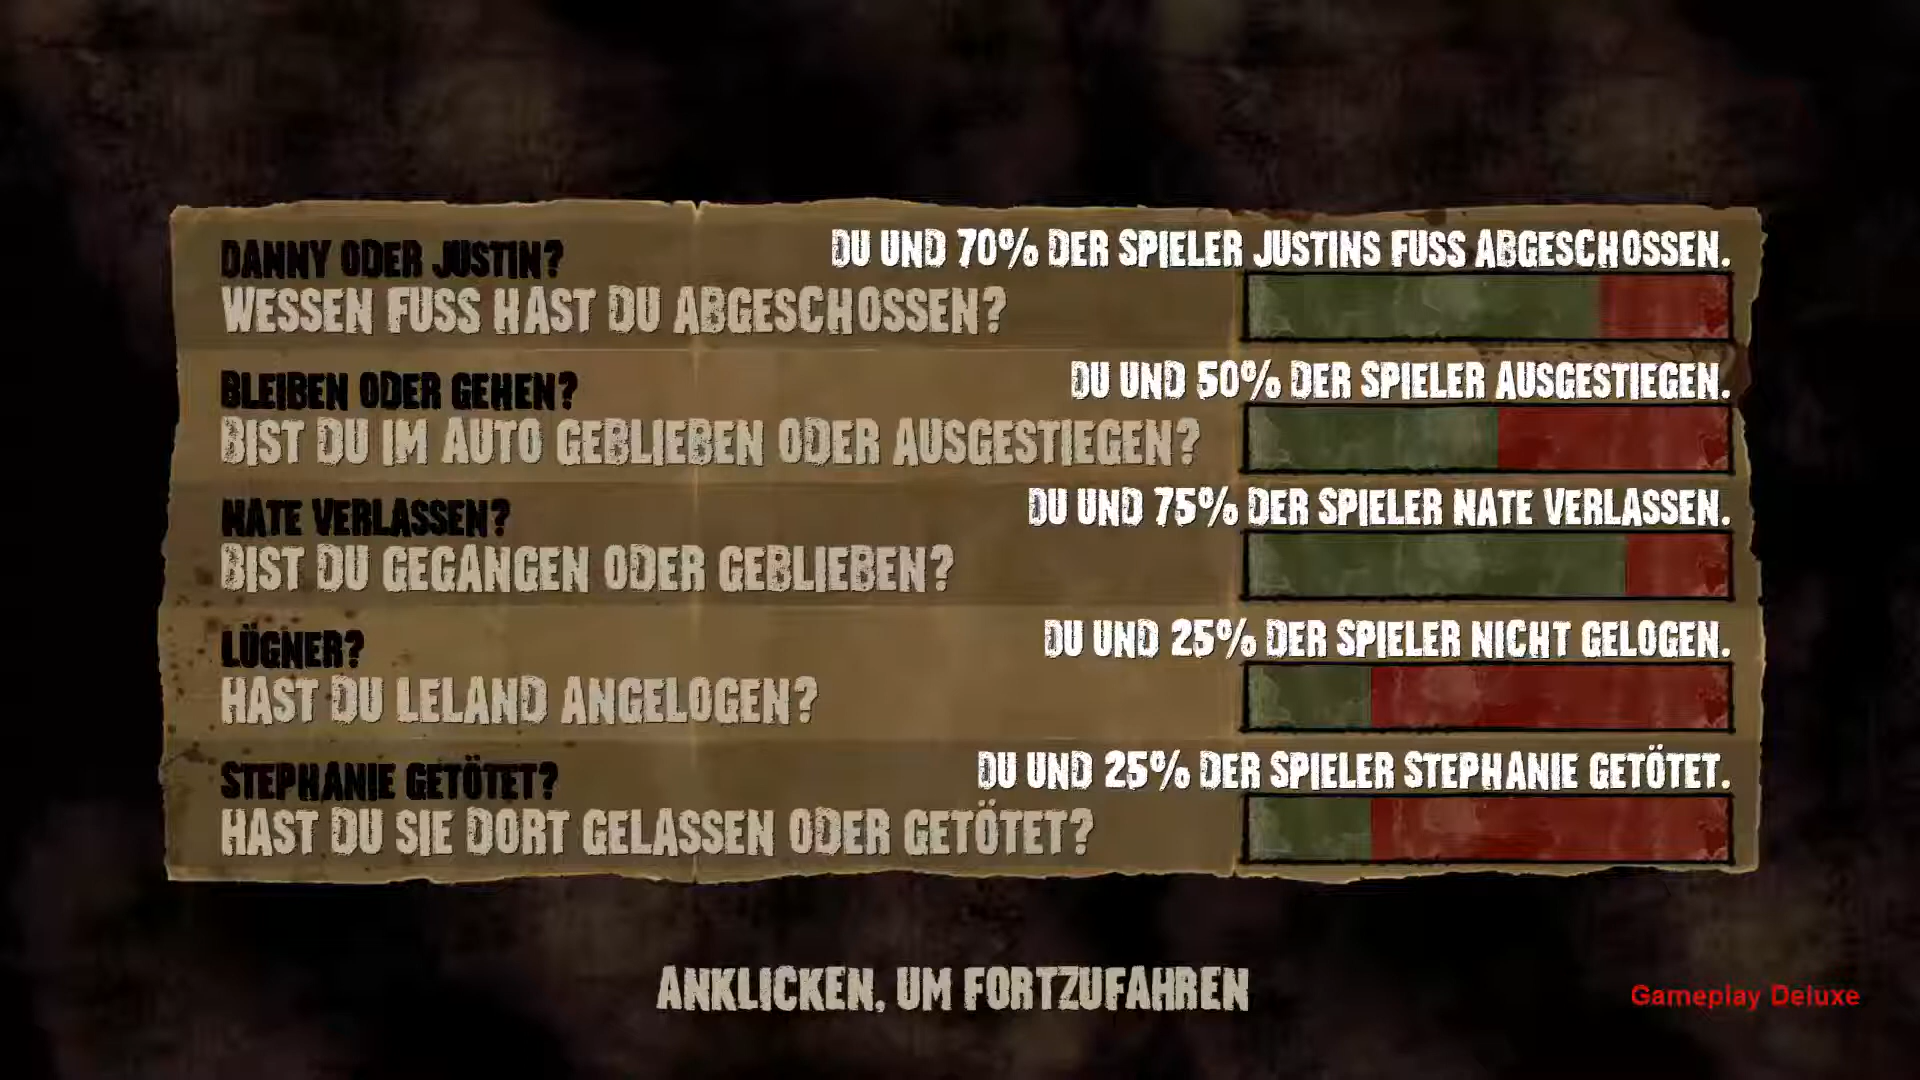 DANNY ODER JUSTIN?
DU UND 70% DER SPIELER JUSTINS FUSS ABGESCHOSSEN.
WESSEN FUSS HAST DU ABGESCHOSSEN?
BLEIBEN ODER GEHEN?
DU UND 50% DER SPIELER AUSGESTIEGEN.
BIST DU IM AUTO GEBLIEBEN ODER AUSGESTIEGEN?
NATE VERLASSEN?
DU UND 75% DER SPIELER NATE VERLASSEN.
BIST DU GEGANGEN ODER GEBLIEBEN?
LÜGNER?
DU UND 25% DER SPIELER NICHT GELOGEN.
HAST DU LELAND ANGELOGEN?
STEPHANIE GETÖTET?
DU UND 25% DER SPIELER STEPHANIE GETÖTET.
HAST DU SIE DORT GELASSEN ODER GETÖTET?
ANKLICKEN, UM FORTZUFAHREN
Gameplay Deluxe